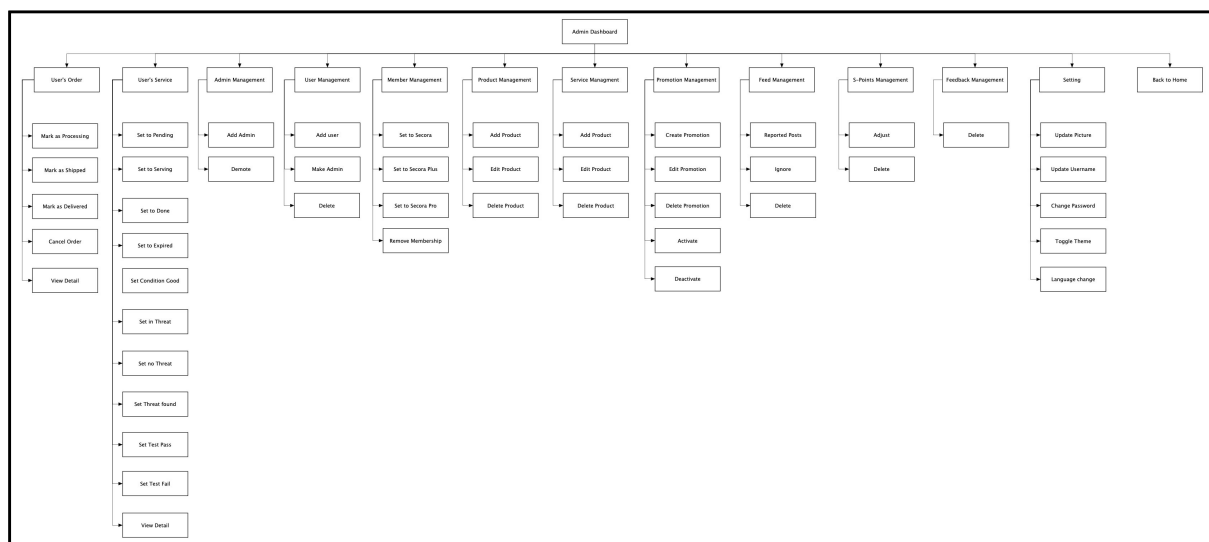 Admin Dashboard
User's Order
User's Service
Admin Management
User Management
Member Management
Product Management
Service Managment
Promotion Management
Feed Management
S-Points Management
Feedback Management
Setting
Back to Home
Mark as Processing
Mark as Shipped
Mark as Delivered
Cancel Order
View Detail
Set to Pending
Set to Serving
Set to Done
Set to Expired
Set Condition Good
Set in Threat
Set no Threat
Set Threat found
Set Test Pass
Set Test Fail
View Detail
Add Admin
Demote
Add user
Make Admin
Delete
Set to Secora
Set to Secora Plus
Set to Secora Pro
Remove Membership
Add Product
Edit Product
Delete Product
Add Product
Edit Product
Delete Product
Create Promotion
Edit Promotion
Delete Promotion
Activate
Deactivate
Reported Posts
Ignore
Delete
Adjust
Delete
Delete
Update Picture
Update Username
Change Password
Toggle Theme
Language change